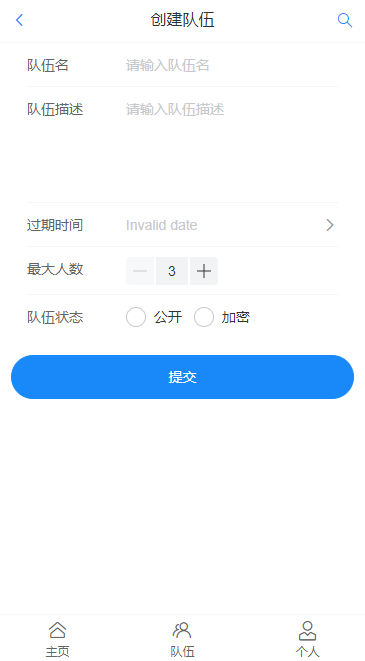 创建队伍
队伍名 请输入队伍名
队伍描述 请输入队伍描述
过期时间 Invalid date
最大人数 3
队伍状态 公开 加密
提交
主页 队伍 个人